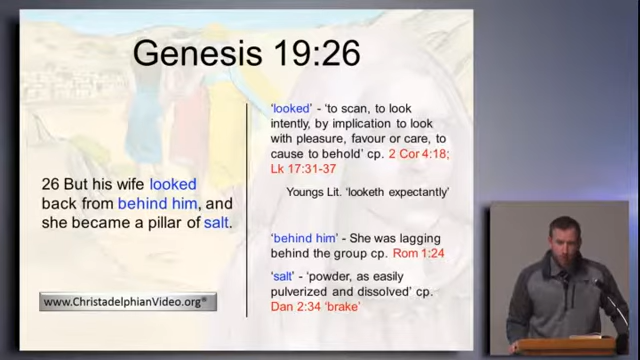 Genesis 19:26
26 But his wife looked
back from behind him, and
she became a pillar of salt.
www.ChristadelphianVideo.org®
'looked' - 'to scan, to look
intently, by implication to look
with pleasure, favour or care, to
cause to behold' cp. 2 Cor 4:18;
Lk 17:31-37
Youngs Lit. 'looketh expectantly'
'behind him' - She was lagging
behind the group cp. Rom 1:24
'salt' - 'powder, as easily
pulverized and dissolved' cp.
Dan 2:34 'brake'